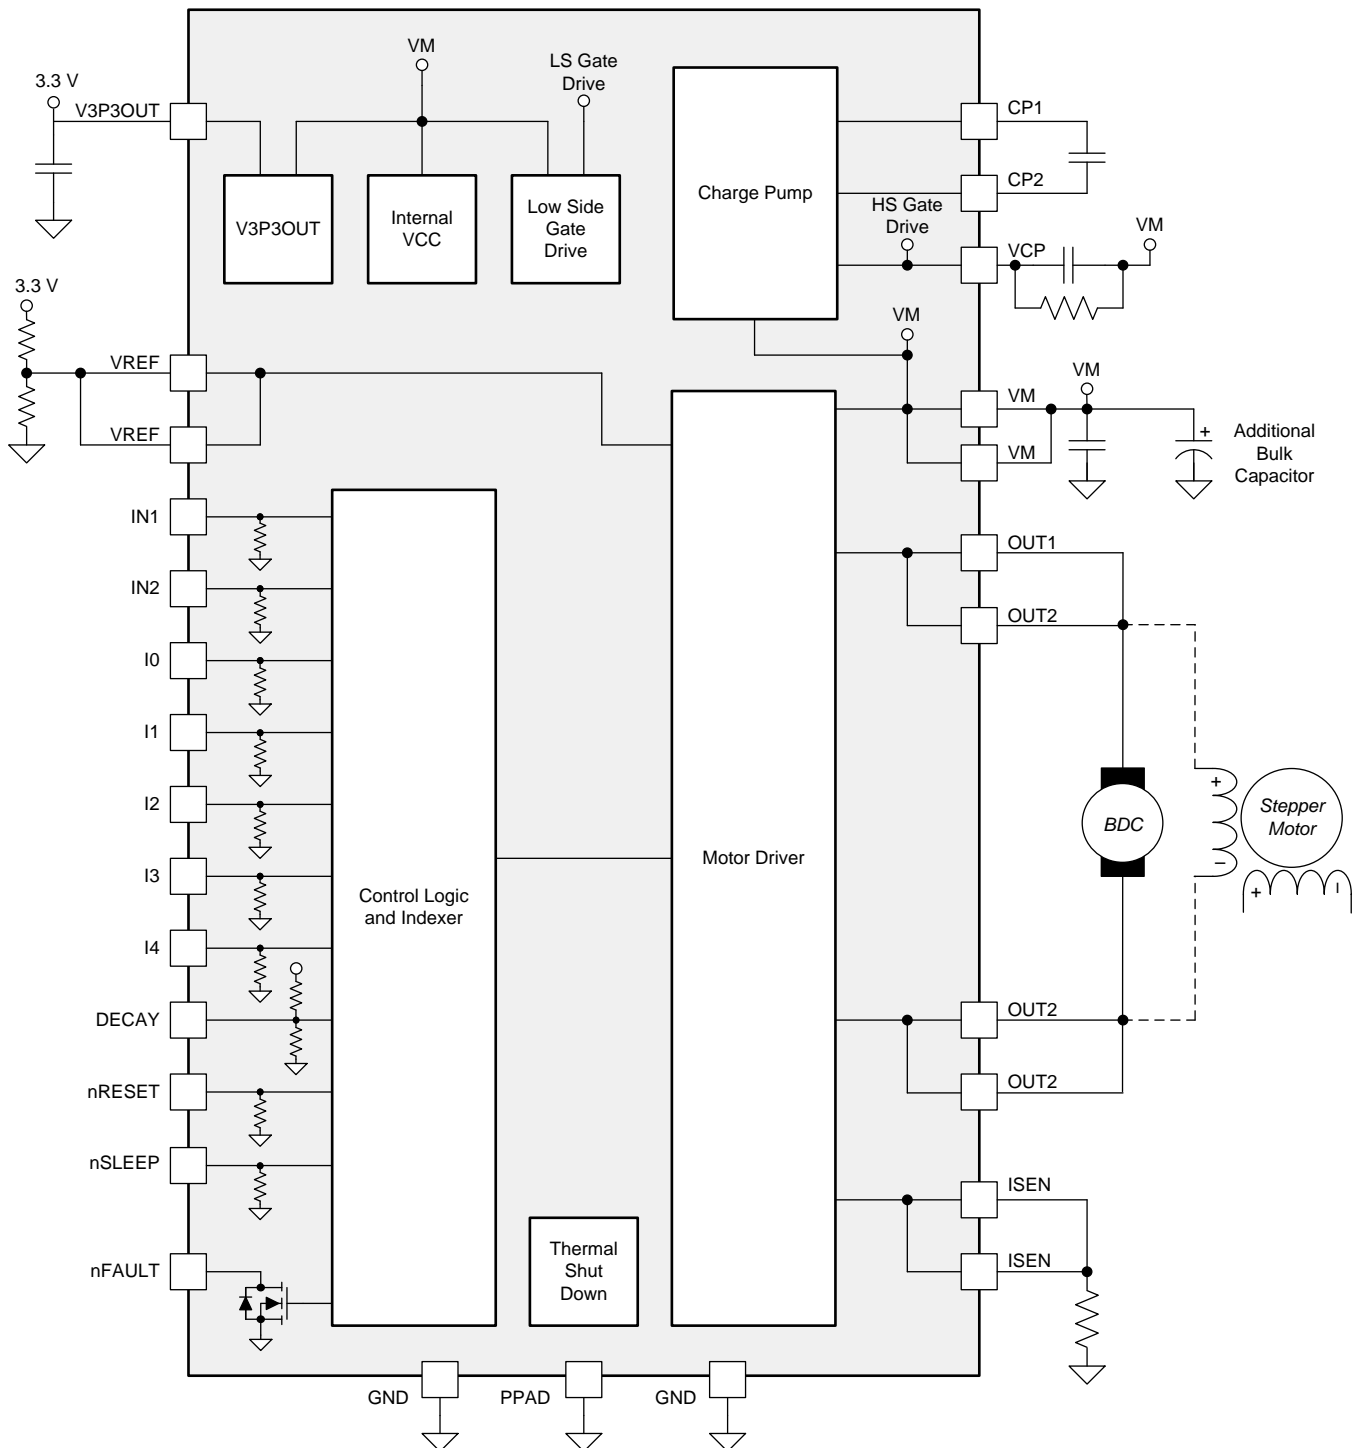 VM
LS Gate
Drive
3.3 V
V3P3OUT
CP1
V3P3OUT
Internal
VCC
Low Side
Gate
Drive
Charge Pump
CP2
HS Gate
Drive
VCP
VM
3.3 V
VM
VREF
VREF
VM
VM
VM
+
Additional
Bulk
Capacitor
IN1
IN2
I0
I1
I2
I3
I4
DECAY
nRESET
nSLEEP
nFAULT
Control Logic
and Indexer
Motor Driver
OUT1
OUT2
BDC
+
–
Stepper
Motor
+
–
OUT2
OUT2
ISEN
ISEN
Thermal
Shut
Down
GND
PPAD
GND